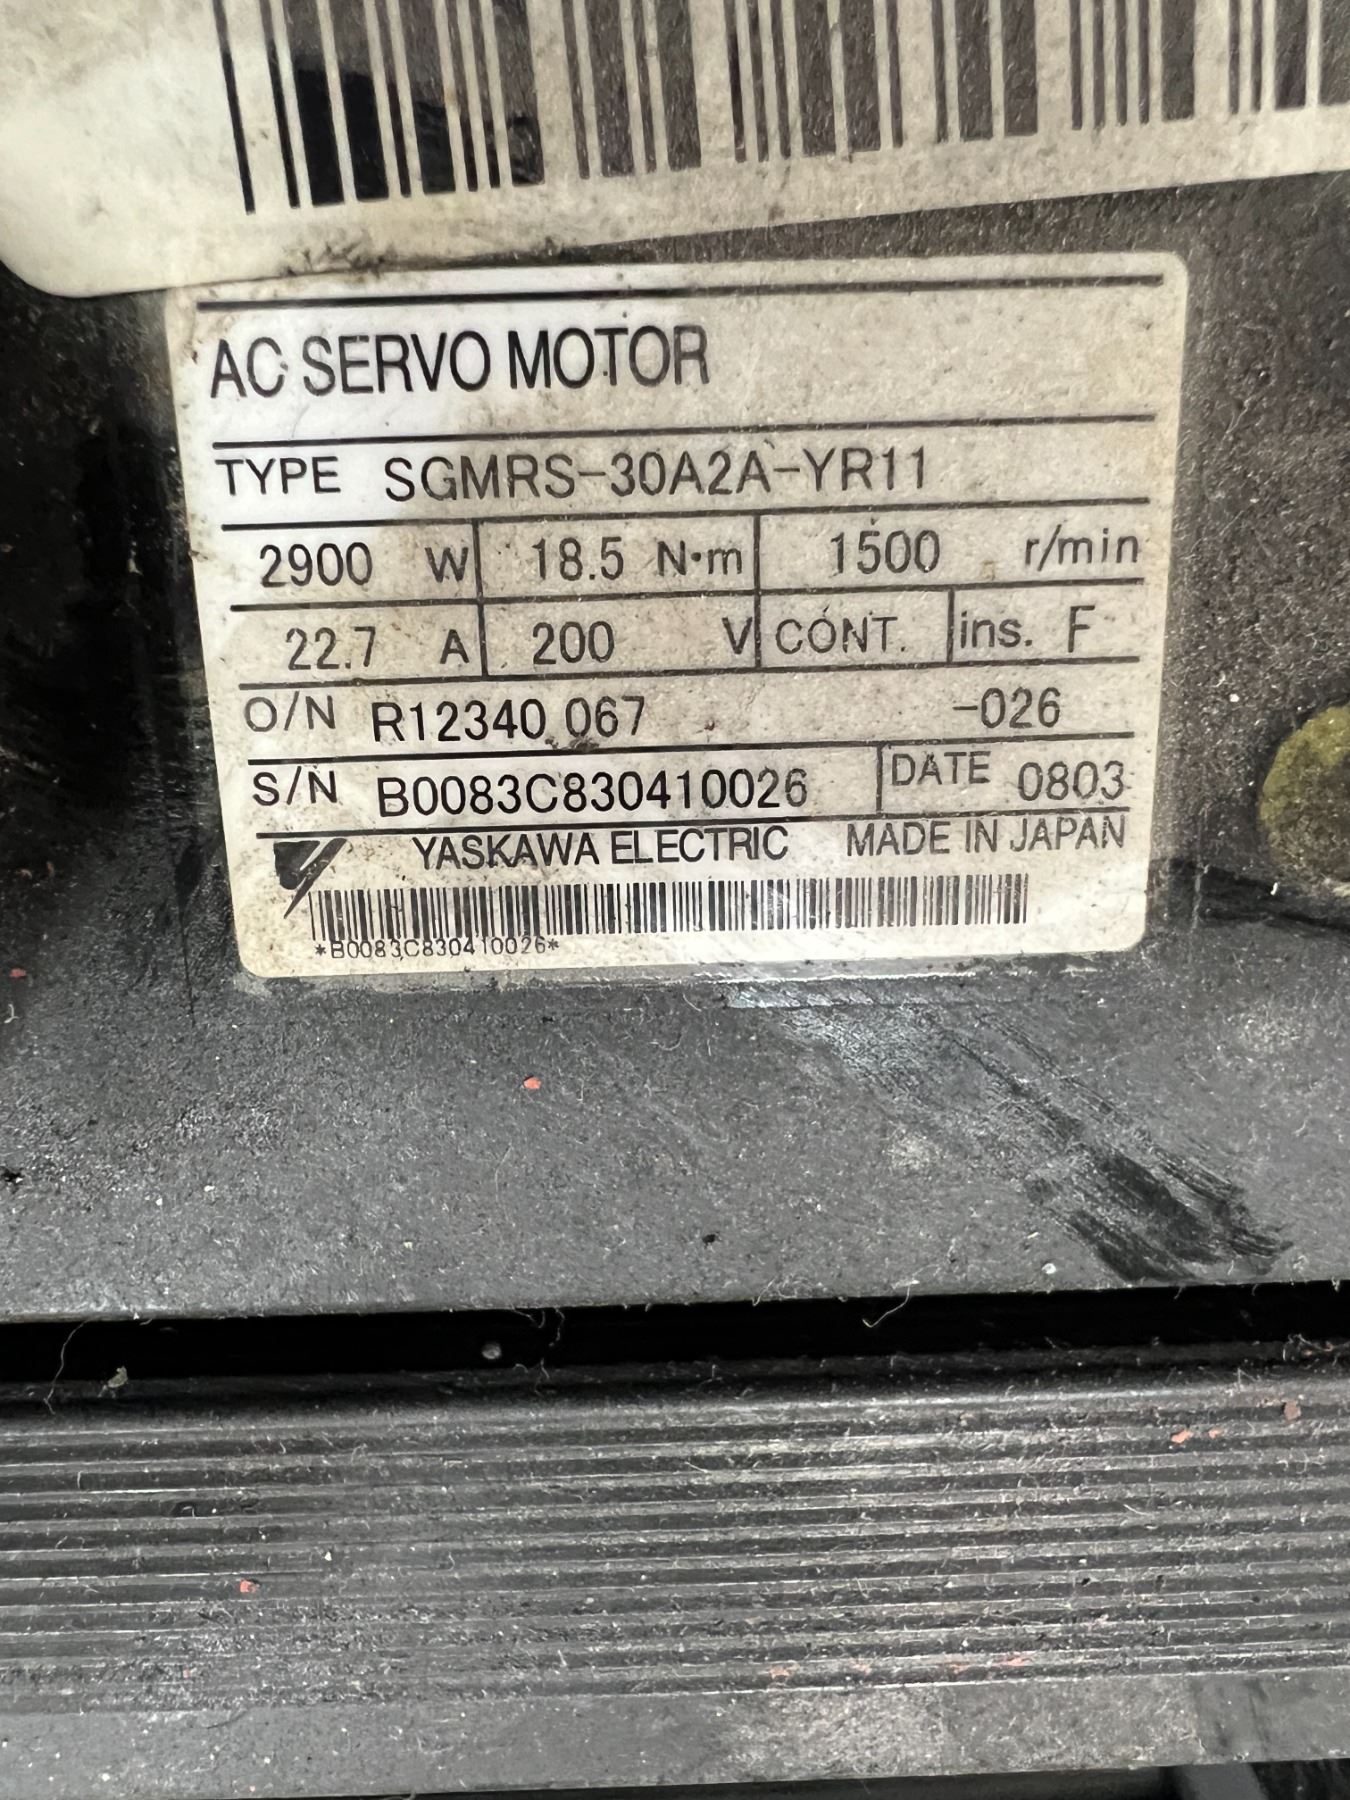 AC SERVO MOTOR
TYPE SGMRS-30A2A-YR11
2900 W 18.5 N·m 1500 r/min
22.7 A 200 V CONT. ins. F
O/N R12340 067 -026
S/N B0083C830410026 DATE 0803
YASKAWA ELECTRIC MADE IN JAPAN
*B0083C830410026*